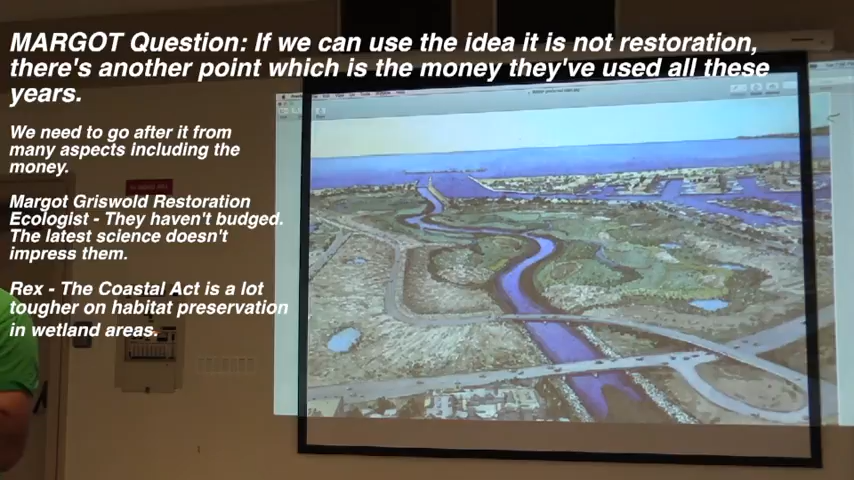 MARGOT Question: If we can use the idea it is not restoration,
there's another point which is the money they've used all these
years.
We need to go after it from
many aspects including the
money.
Margot Griswold Restoration
Ecologist - They haven't budged.
The latest science doesn't
impress them.
Rex - The Coastal Act is a lot
tougher on habitat preservation
in wetland areas.